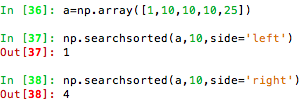 In [36]: a=np.array([1,10,10,10,25])
In [37]: np.searchsorted(a,10,side='left')
Out[37]: 1
In [38]: np.searchsorted(a,10,side='right')
Out[38]: 4